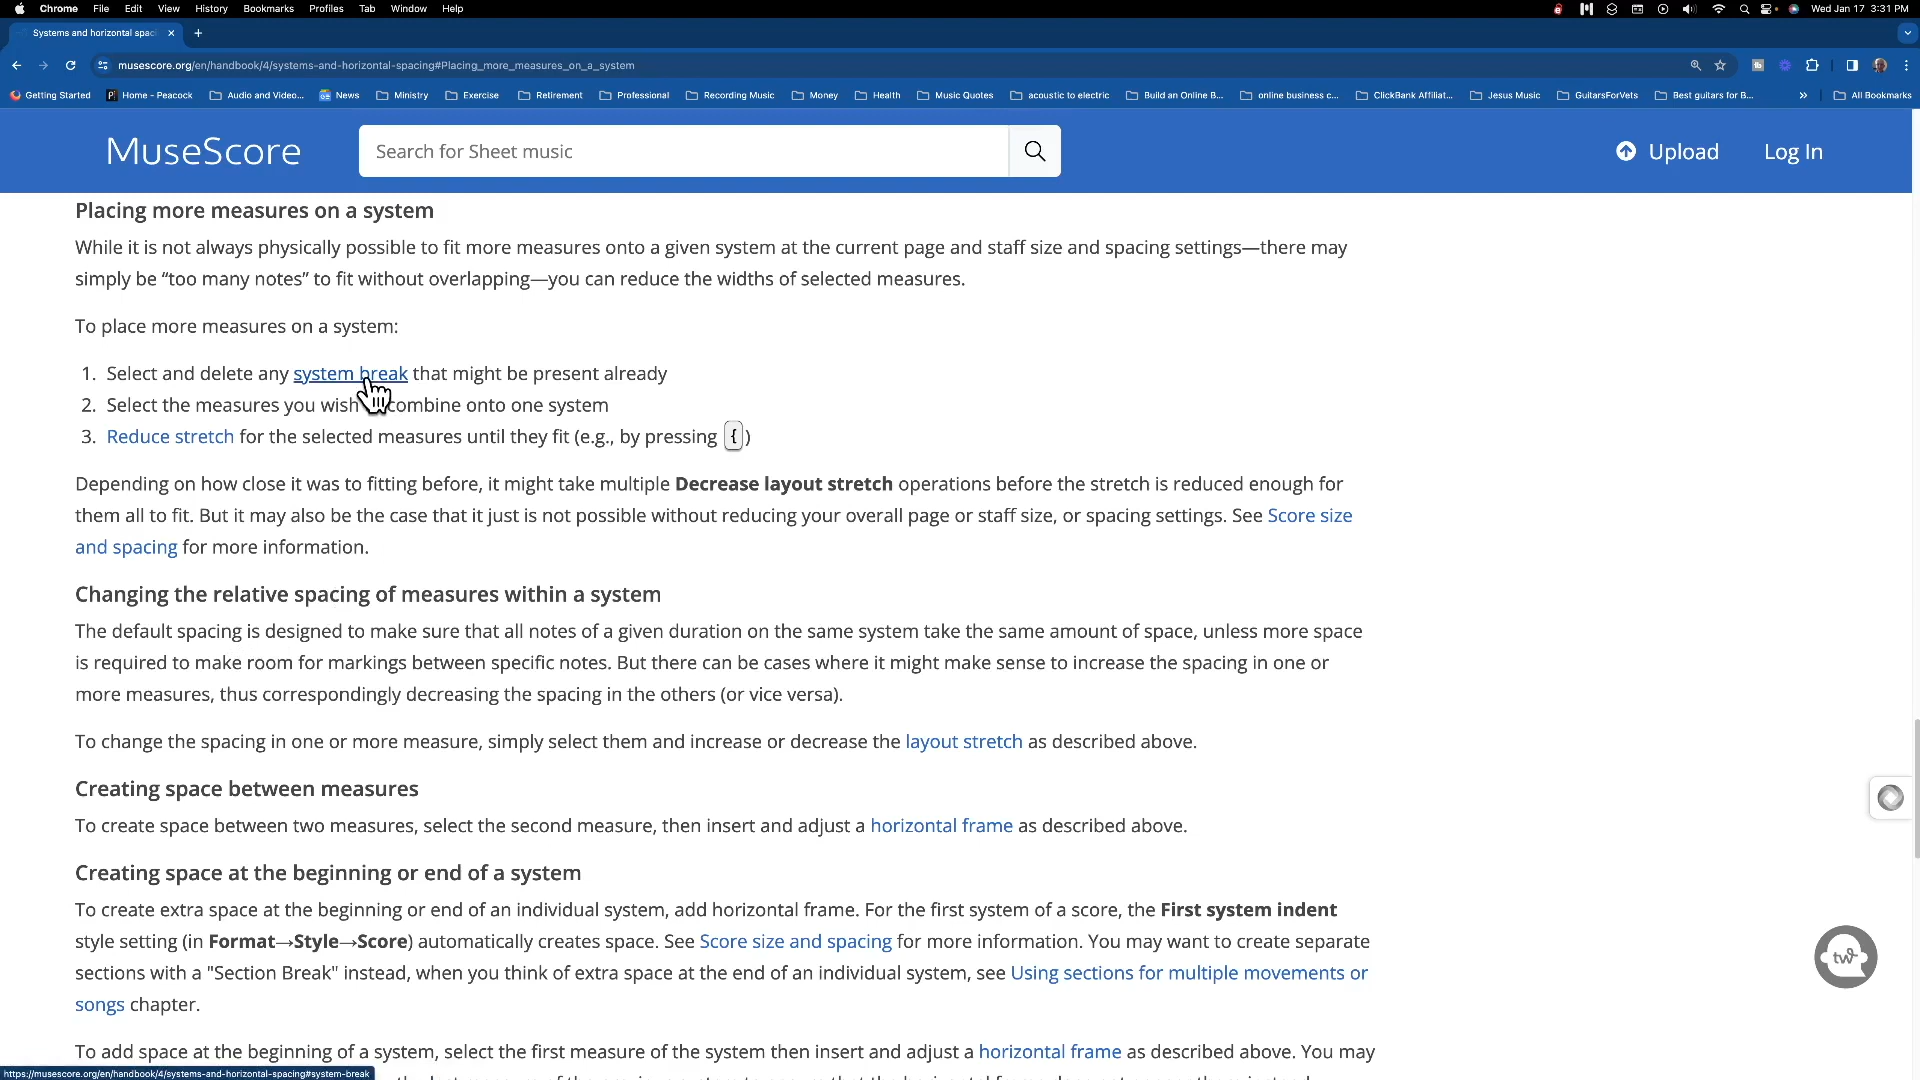 Chrome File Edit View History Bookmarks Profiles Tab Window Help Wed Jan 17 3:31 PM
Systems and horizontal spac
musescore.org/en/handbook/4/systems-and-horizontal-spacing#Placing_more_measures_on_a_system
Getting Started Home - Peacock Audio and Video... News Ministry Exercise Retirement Professional Recording Music Money Health Music Quotes acoustic to electric Build an Online B... online business c... ClickBank Affiliat... Jesus Music GuitarsForVets Best guitars for B... » All Bookmarks
MuseScore Search for Sheet music Upload Log In
Placing more measures on a system
While it is not always physically possible to fit more measures onto a given system at the current page and staff size and spacing settings—there may
simply be “too many notes” to fit without overlapping—you can reduce the widths of selected measures.
To place more measures on a system:
1. Select and delete any system break that might be present already
2. Select the measures you wish combine onto one system
3. Reduce stretch for the selected measures until they fit (e.g., by pressing { )
Depending on how close it was to fitting before, it might take multiple Decrease layout stretch operations before the stretch is reduced enough for
them all to fit. But it may also be the case that it just is not possible without reducing your overall page or staff size, or spacing settings. See Score size
and spacing for more information.
Changing the relative spacing of measures within a system
The default spacing is designed to make sure that all notes of a given duration on the same system take the same amount of space, unless more space
is required to make room for markings between specific notes. But there can be cases where it might make sense to increase the spacing in one or
more measures, thus correspondingly decreasing the spacing in the others (or vice versa).
To change the spacing in one or more measure, simply select them and increase or decrease the layout stretch as described above.
Creating space between measures
To create space between two measures, select the second measure, then insert and adjust a horizontal frame as described above.
Creating space at the beginning or end of a system
To create extra space at the beginning or end of an individual system, add horizontal frame. For the first system of a score, the First system indent
style setting (in Format→Style→Score) automatically creates space. See Score size and spacing for more information. You may want to create separate
sections with a "Section Break" instead, when you think of extra space at the end of an individual system, see Using sections for multiple movements or
songs chapter.
To add space at the beginning of a system, select the first measure of the system then insert and adjust a horizontal frame as described above. You may
https://musescore.org/en/handbook/4/systems-and-horizontal-spacing#system-break